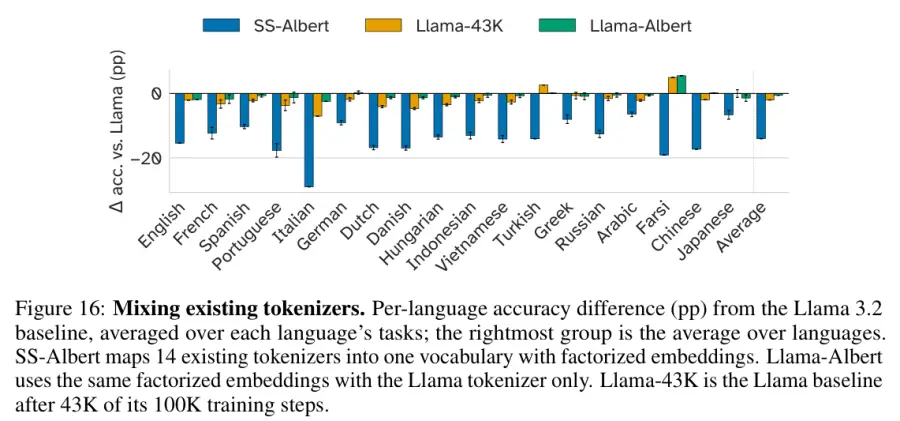 SS-Albert Llama-43K Llama-Albert
Δ acc. vs. Llama (pp)
0
−20
English
French
Spanish
Portuguese
Italian
German
Dutch
Danish
Hungarian
Indonesian
Vietnamese
Turkish
Greek
Russian
Arabic
Farsi
Chinese
Japanese
Average
Figure 16: Mixing existing tokenizers. Per-language accuracy difference (pp) from the Llama 3.2
baseline, averaged over each language’s tasks; the rightmost group is the average over languages.
SS-Albert maps 14 existing tokenizers into one vocabulary with factorized embeddings. Llama-Albert
uses the same factorized embeddings with the Llama tokenizer only. Llama-43K is the Llama baseline
after 43K of its 100K training steps.